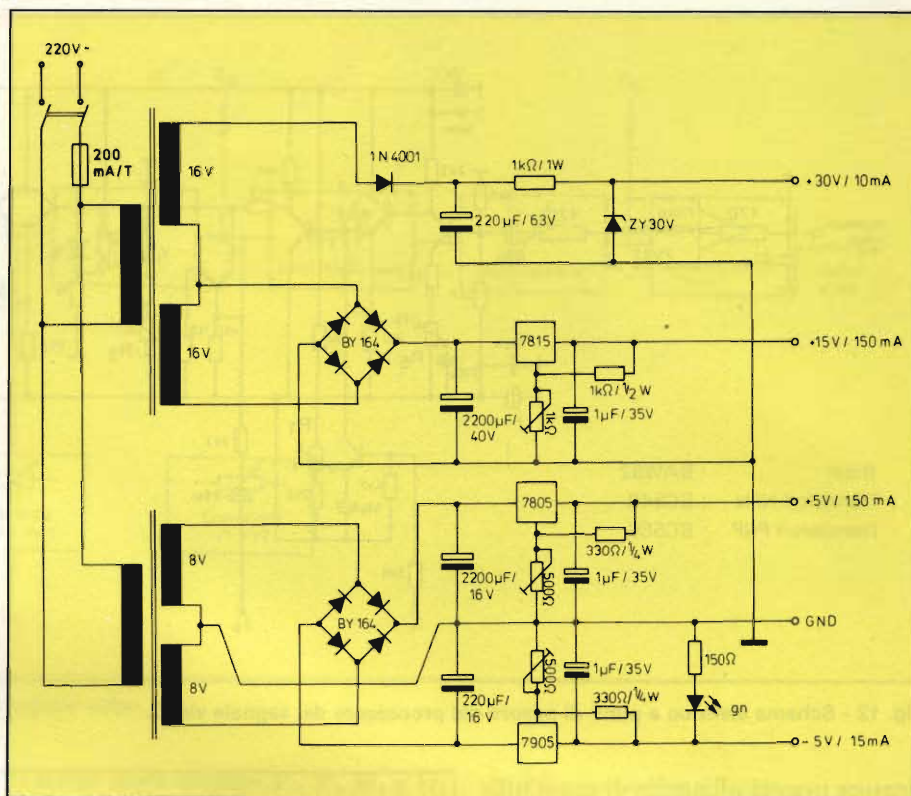 220V~
200
mA/T
16V
16V
1N4001
220µF/63V
1kΩ/1W
ZY30V
+30V/10mA
BY 164
2200µF/
40V
7815
1kΩ
1kΩ/½W
1µF/35V
+15V/150mA
8V
8V
BY 164
2200µF/
16V
220µF/
16V
7805
500Ω
330Ω/¼W
1µF/35V
+5V/150mA
GND
500Ω
1µF/35V
330Ω/¼W
150Ω
gn
7905
-5V/15mA